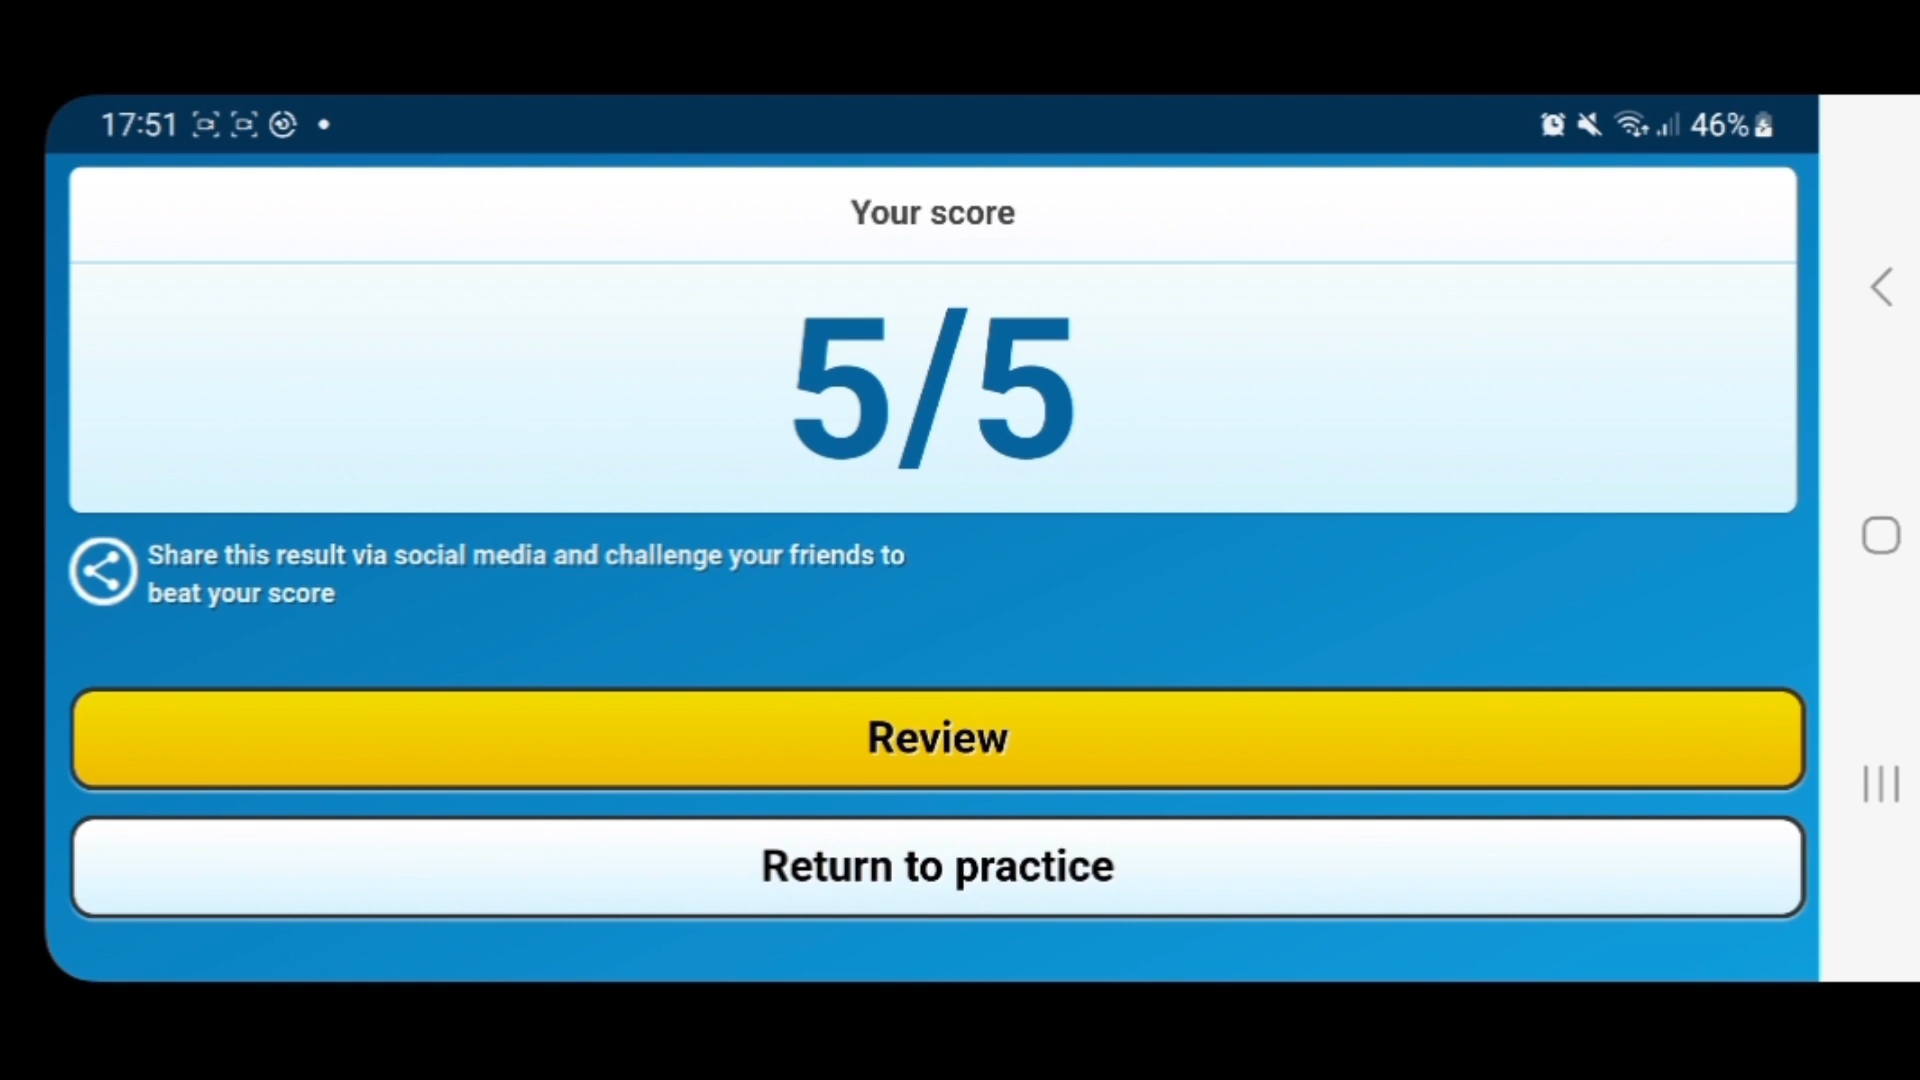 17:51
46%
Your score
5/5
Share this result via social media and challenge your friends to
beat your score
Review
Return to practice